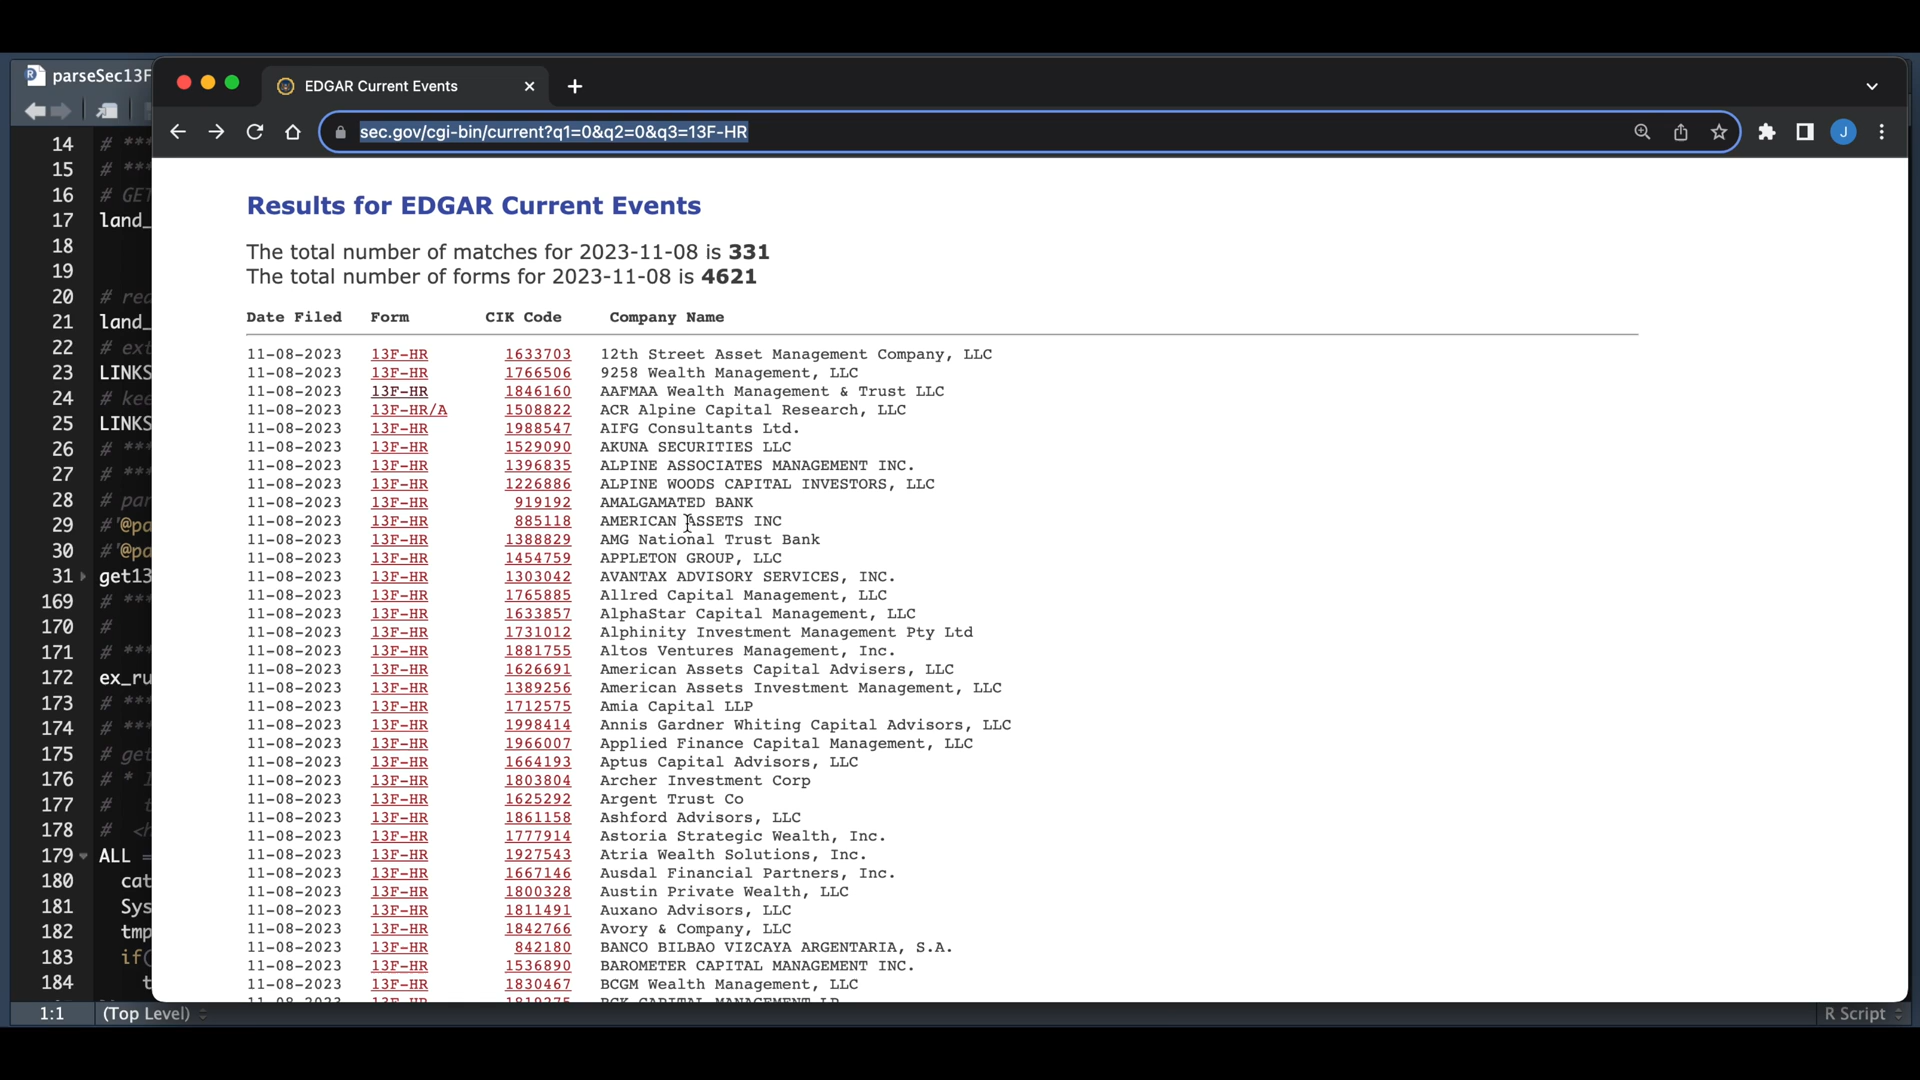 parseSec13F
EDGAR Current Events
sec.gov/cgi-bin/current?q1=0&q2=0&q3=13F-HR
J
Results for EDGAR Current Events
The total number of matches for 2023-11-08 is 331
The total number of forms for 2023-11-08 is 4621
Date Filed Form CIK Code Company Name
11-08-2023 13F-HR 1633703 12th Street Asset Management Company, LLC
11-08-2023 13F-HR 1766506 9258 Wealth Management, LLC
11-08-2023 13F-HR 1846160 AAFMAA Wealth Management & Trust LLC
11-08-2023 13F-HR/A 1508822 ACR Alpine Capital Research, LLC
11-08-2023 13F-HR 1988547 AIFG Consultants Ltd.
11-08-2023 13F-HR 1529090 AKUNA SECURITIES LLC
11-08-2023 13F-HR 1396835 ALPINE ASSOCIATES MANAGEMENT INC.
11-08-2023 13F-HR 1226886 ALPINE WOODS CAPITAL INVESTORS, LLC
11-08-2023 13F-HR 919192 AMALGAMATED BANK
11-08-2023 13F-HR 885118 AMERICAN ASSETS INC
11-08-2023 13F-HR 1388829 AMG National Trust Bank
11-08-2023 13F-HR 1454759 APPLETON GROUP, LLC
11-08-2023 13F-HR 1303042 AVANTAX ADVISORY SERVICES, INC.
11-08-2023 13F-HR 1765885 Allred Capital Management, LLC
11-08-2023 13F-HR 1633857 AlphaStar Capital Management, LLC
11-08-2023 13F-HR 1731012 Alphinity Investment Management Pty Ltd
11-08-2023 13F-HR 1881755 Altos Ventures Management, Inc.
11-08-2023 13F-HR 1626691 American Assets Capital Advisers, LLC
11-08-2023 13F-HR 1389256 American Assets Investment Management, LLC
11-08-2023 13F-HR 1712575 Amia Capital LLP
11-08-2023 13F-HR 1998414 Annis Gardner Whiting Capital Advisors, LLC
11-08-2023 13F-HR 1966007 Applied Finance Capital Management, LLC
11-08-2023 13F-HR 1664193 Aptus Capital Advisors, LLC
11-08-2023 13F-HR 1803804 Archer Investment Corp
11-08-2023 13F-HR 1625292 Argent Trust Co
11-08-2023 13F-HR 1861158 Ashford Advisors, LLC
11-08-2023 13F-HR 1777914 Astoria Strategic Wealth, Inc.
11-08-2023 13F-HR 1927543 Atria Wealth Solutions, Inc.
11-08-2023 13F-HR 1667146 Ausdal Financial Partners, Inc.
11-08-2023 13F-HR 1800328 Austin Private Wealth, LLC
11-08-2023 13F-HR 1811491 Auxano Advisors, LLC
11-08-2023 13F-HR 1842766 Avory & Company, LLC
11-08-2023 13F-HR 842180 BANCO BILBAO VIZCAYA ARGENTARIA, S.A.
11-08-2023 13F-HR 1536890 BAROMETER CAPITAL MANAGEMENT INC.
11-08-2023 13F-HR 1830467 BCGM Wealth Management, LLC
14 # ***
15 # ***
16 # GET
17 land_
18
19
20 # rea
21 land_
22 # ext
23 LINKS
24 # kee
25 LINKS
26 # ***
27 # ***
28 # par
29 #'@pa
30 #'@pa
31 get13
169 # ***
170 #
171 # ***
172 ex_ru
173 # ***
174 # ***
175 # get
176 # * I
177 # t
178 # <h
179 ALL =
180 cat
181 Sys
182 tmp
183 if(
184 t
1:1 (Top Level) R Script